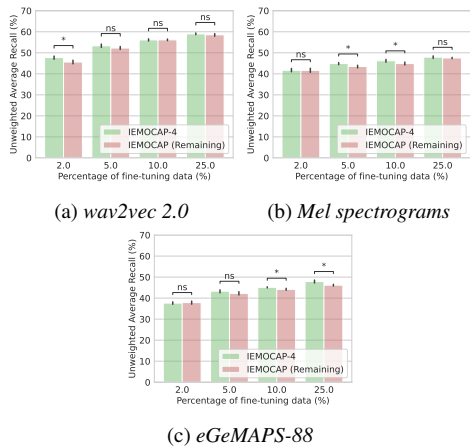 70
60
50
40
30
20
10
0
Unweighted Average Recall (%)
* ns ns ns
IEMOCAP-4
IEMOCAP (Remaining)
2.0 5.0 10.0 25.0
Percentage of fine-tuning data (%)
(a) wav2vec 2.0
70
60
50
40
30
20
10
0
Unweighted Average Recall (%)
ns * * ns
IEMOCAP-4
IEMOCAP (Remaining)
2.0 5.0 10.0 25.0
Percentage of fine-tuning data (%)
(b) Mel spectrograms
70
60
50
40
30
20
10
0
Unweighted Average Recall (%)
ns ns * *
IEMOCAP-4
IEMOCAP (Remaining)
2.0 5.0 10.0 25.0
Percentage of fine-tuning data (%)
(c) eGeMAPS-88